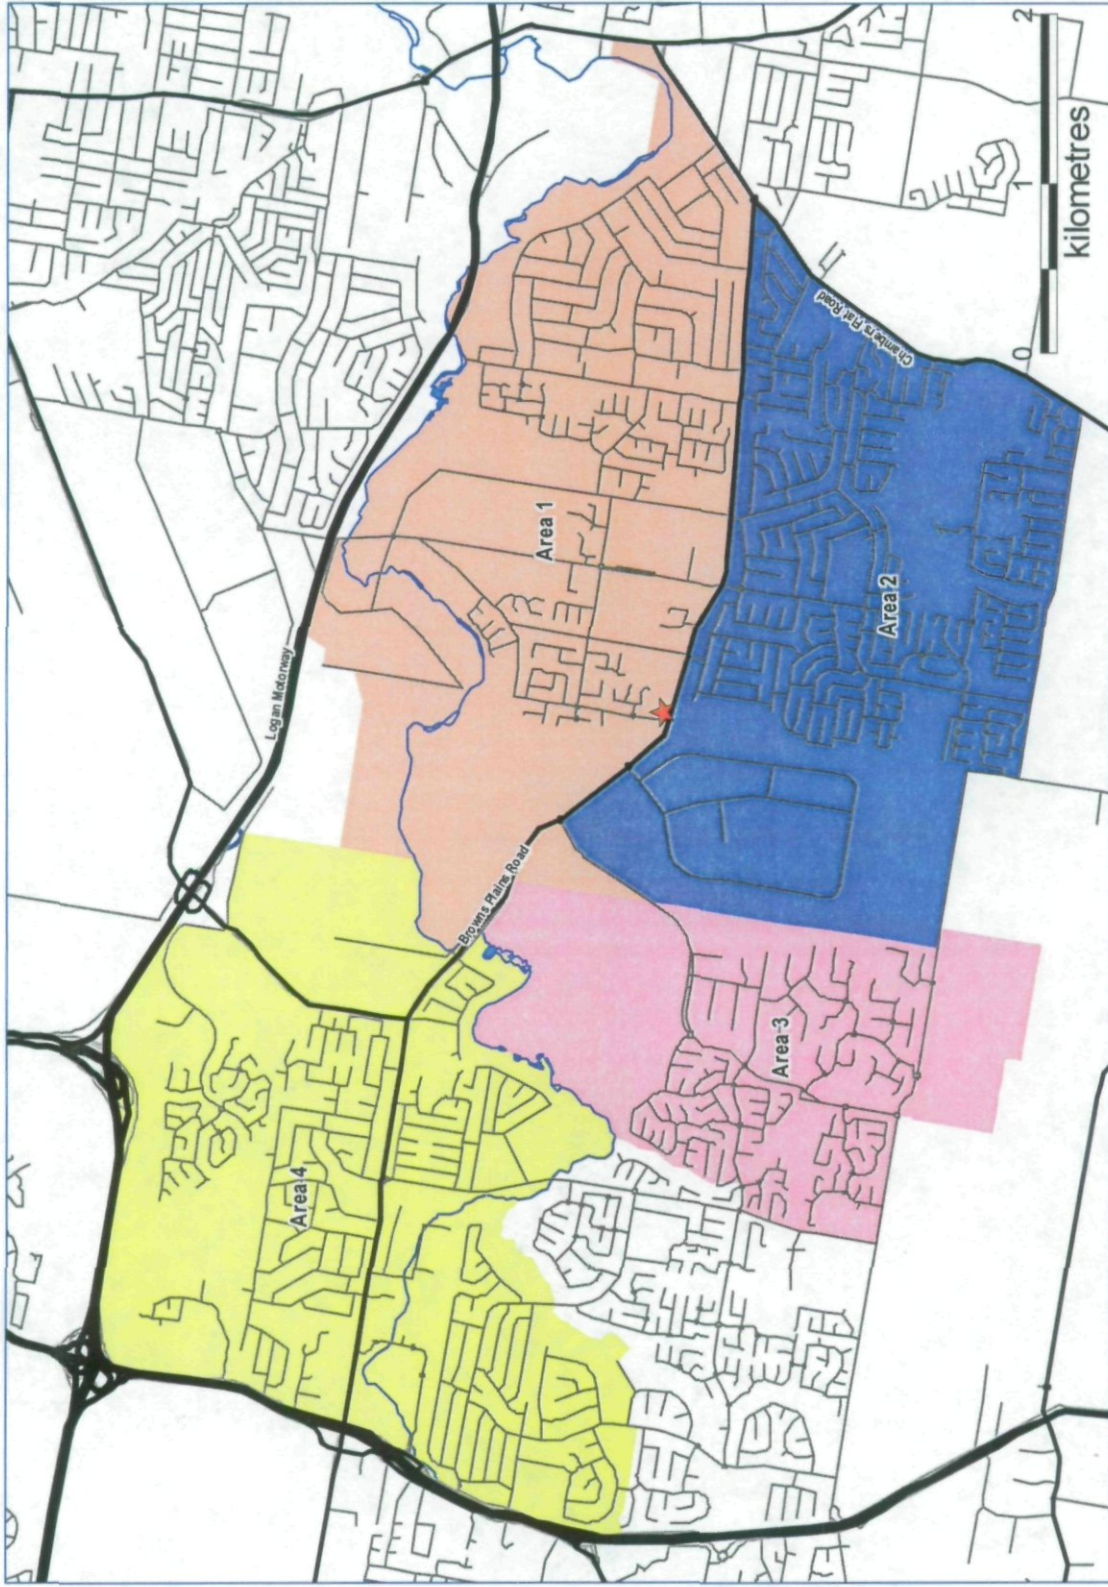 Logan Motorway
Area 1
Browns Plains Road
Area 4
Area 2
Area 3
Chambers Flat Road
0
1
2
kilometres